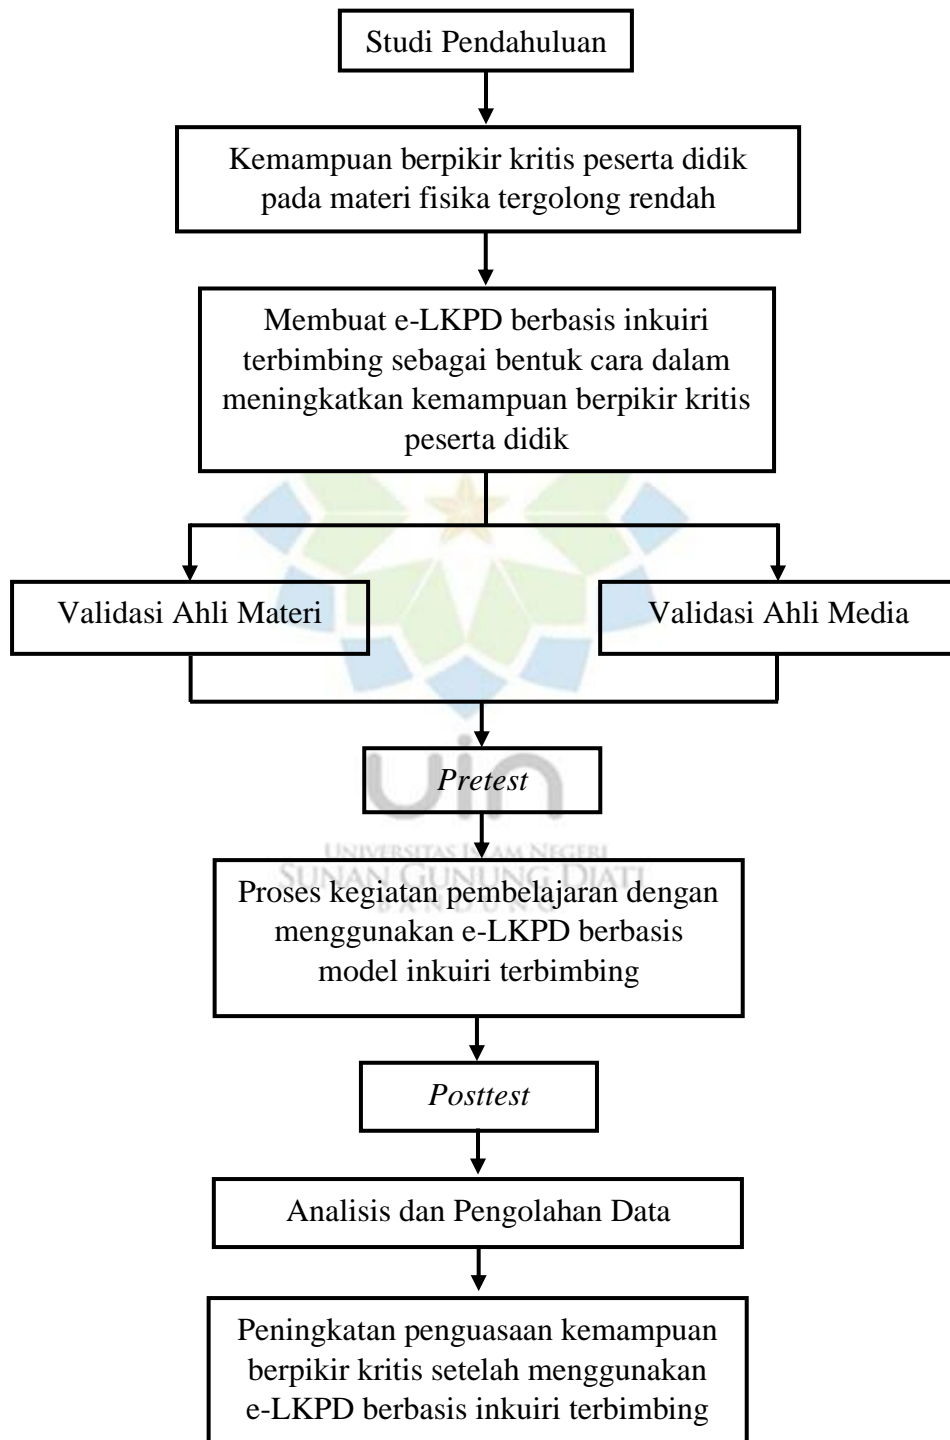 Studi Pendahuluan
Kemampuan berpikir kritis peserta didik
pada materi fisika tergolong rendah
Membuat e-LKPD berbasis inkuiri
terbimbing sebagai bentuk cara dalam
meningkatkan kemampuan berpikir kritis
peserta didik
Validasi Ahli Materi
Validasi Ahli Media
uin
Pretest
UNIVERSITAS ISLAM NEGERI
SUNAN GUNUNG DJATI
BANDUNG
Proses kegiatan pembelajaran dengan
menggunakan e-LKPD berbasis
model inkuiri terbimbing
Posttest
Analisis dan Pengolahan Data
Peningkatan penguasaan kemampuan
berpikir kritis setelah menggunakan
e-LKPD berbasis inkuiri terbimbing